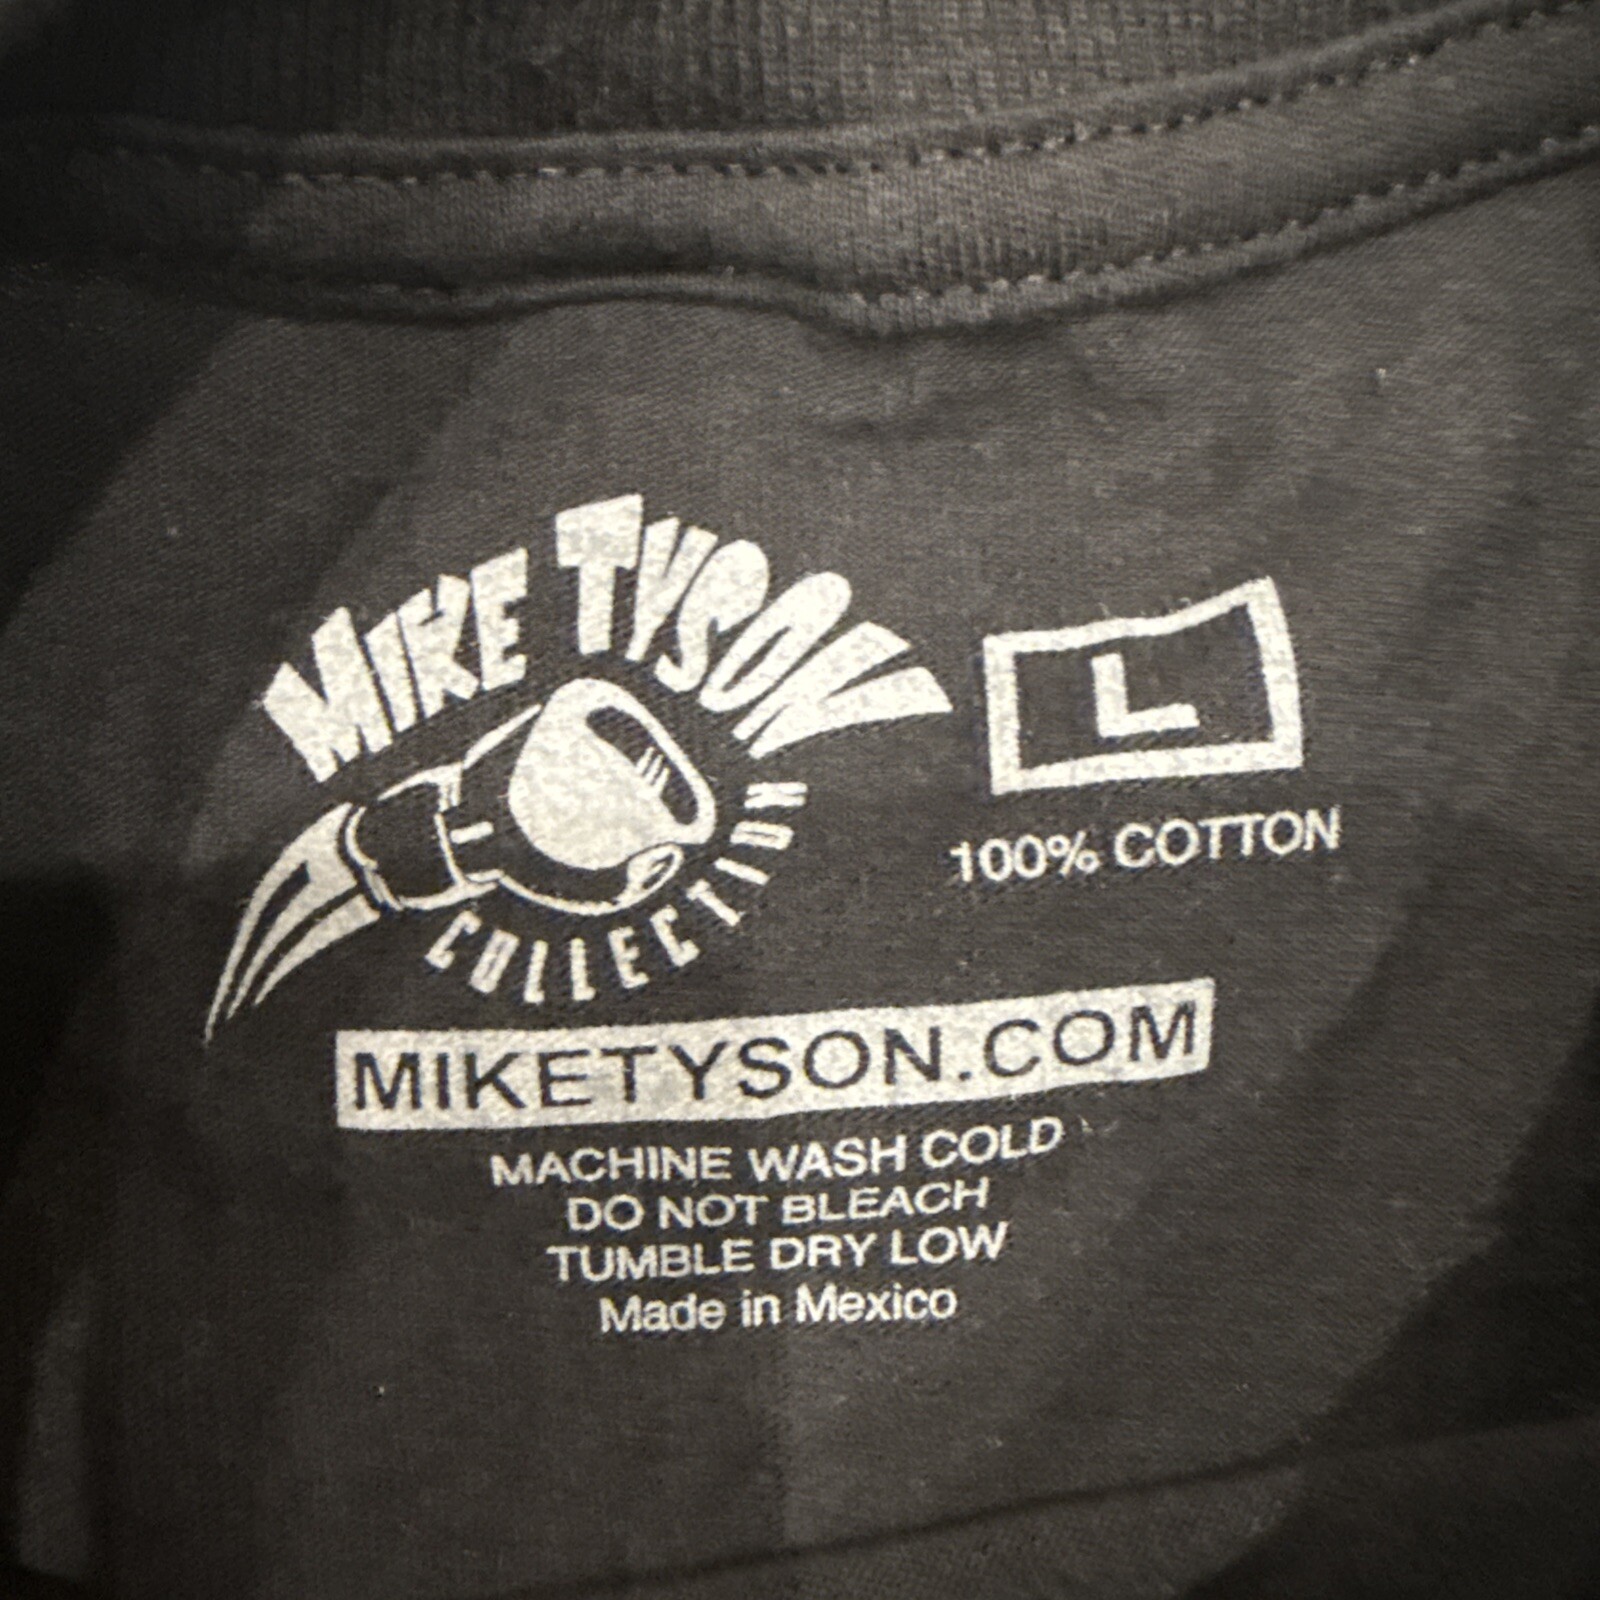 MIKE TYSON
COLLECTION
L
100% COTTON
MIKETYSON.COM
MACHINE WASH COLD
DO NOT BLEACH
TUMBLE DRY LOW
Made in Mexico